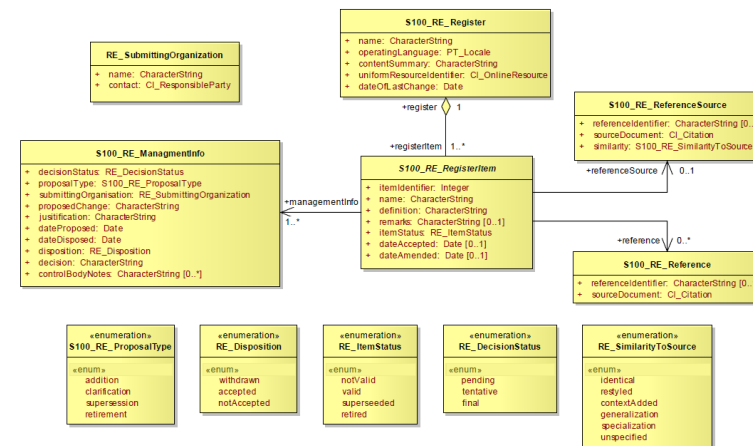 S100_RE_Register
+ name: CharacterString
+ operatingLanguage: PT_Locale
+ contentSummary: CharacterString
+ uniformResourceIdentifier: CI_OnlineResource
+ dateOfLastChange: Date
RE_SubmittingOrganization
+ name: CharacterString
+ contact: CI_ResponsibleParty
+register 1
+registerItem 1..*
S100_RE_ReferenceSource
+ referenceIdentifier: CharacterString [0..
+ sourceDocument: CI_Citation
+ similarity: S100_RE_SimilarityToSource
+referenceSource 0..1
S100_RE_ManagmentInfo
+ decisionStatus: RE_DecisionStatus
+ proposalType: S100_RE_ProposalType
+ submittingOrganisation: RE_SubmittingOrganization
+ proposedChange: CharacterString
+ jusitification: CharacterString
+ dateProposed: Date
+ dateDisposed: Date
+ disposition: RE_Disposition
+ decision: CharacterString
+ controlBodyNotes: CharacterString [0..*]
+managementInfo
1..*
S100_RE_RegisterItem
+ itemIdentifier: Integer
+ name: CharacterString
+ definition: CharacterString
+ remarks: CharacterString [0..1]
+ itemStatus: RE_ItemStatus
+ dateAccepted: Date [0..1]
+ dateAmended: Date [0..1]
+reference 0..*
S100_RE_Reference
+ referenceIdentifier: CharacterString [0..
+ sourceDocument: CI_Citation
«enumeration»
S100_RE_ProposalType
«enum»
addition
clarification
supersession
retirement
«enumeration»
RE_Disposition
«enum»
withdrawn
accepted
notAccepted
«enumeration»
RE_ItemStatus
«enum»
notValid
valid
superseeded
retired
«enumeration»
RE_DecisionStatus
«enum»
pending
tentative
final
«enumeration»
RE_SimilarityToSource
«enum»
identical
restyled
contextAdded
generalization
specialization
unspecified